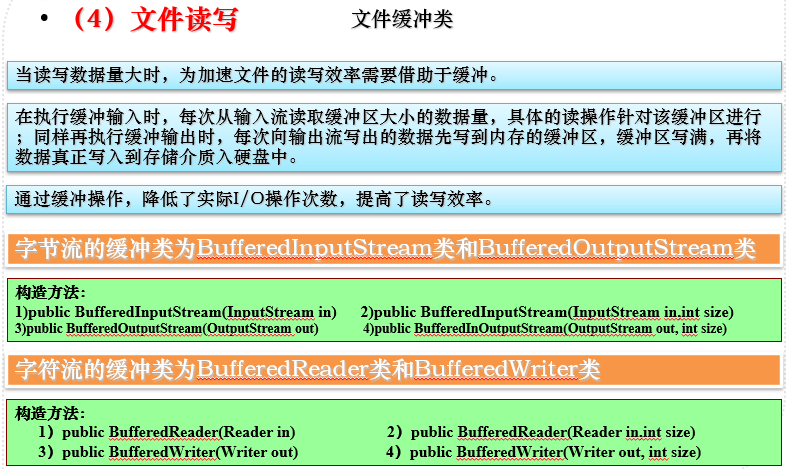 • （4）文件读写
文件缓冲类
当读写数据量大时，为加速文件的读写效率需要借助于缓冲。
在执行缓冲输入时，每次从输入流读取缓冲区大小的数据量，具体的读操作针对该缓冲区进行
；同样再执行缓冲输出时，每次向输出流写出的数据先写到内存的缓冲区，缓冲区写满，再将
数据真正写入到存储介质入硬盘中。
通过缓冲操作，降低了实际I/O操作次数，提高了读写效率。
字节流的缓冲类为BufferedInputStream类和BufferedOutputStream类
构造方法：
1)public BufferedInputStream(InputStream in) 2)public BufferedInputStream(InputStream in,int size)
3)public BufferedOutputStream(OutputStream out) 4)public BufferedInOutputStream(OutputStream out, int size)
字符流的缓冲类为BufferedReader类和BufferedWriter类
构造方法：
1）public BufferedReader(Reader in) 2）public BufferedReader(Reader in,int size)
3）public BufferedWriter(Writer out) 4）public BufferedWriter(Writer out, int size)